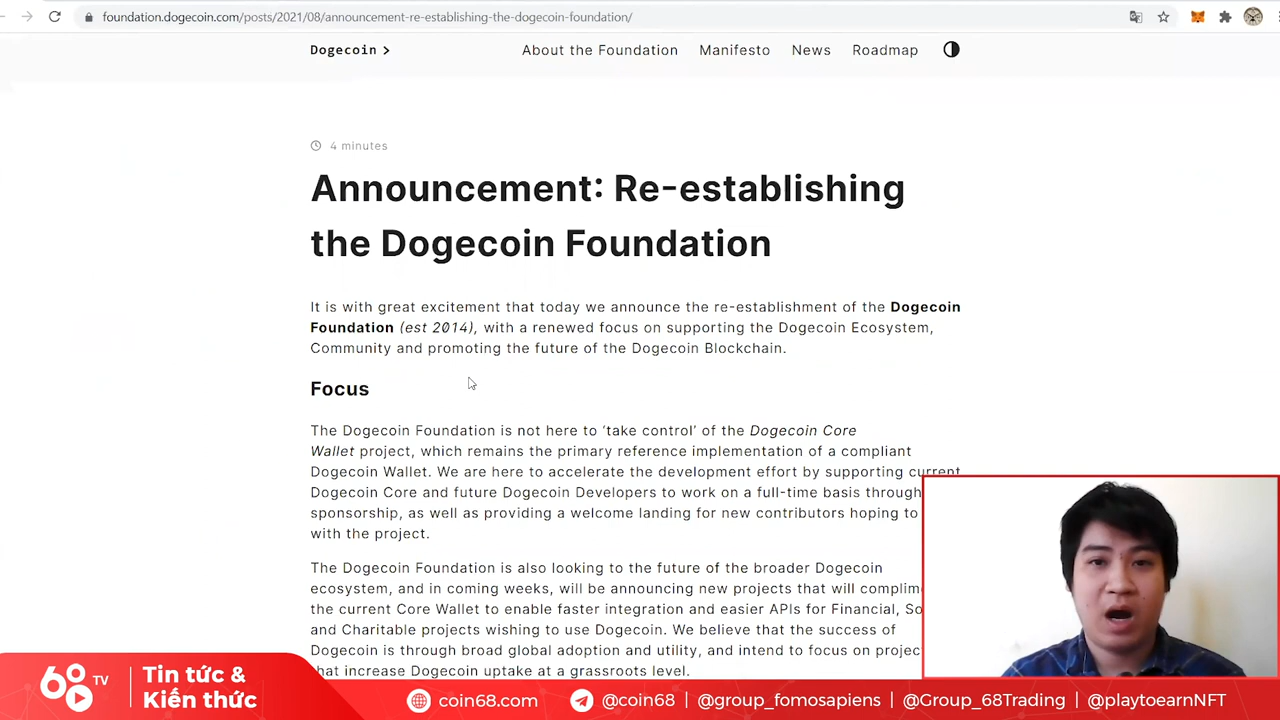 foundation.dogecoin.com/posts/2021/08/announcement-re-establishing-the-dogecoin-foundation/
Dogecoin >
About the Foundation
Manifesto
News
Roadmap
4 minutes
Announcement: Re-establishing
the Dogecoin Foundation
It is with great excitement that today we announce the re-establishment of the Dogecoin
Foundation (est 2014), with a renewed focus on supporting the Dogecoin Ecosystem,
Community and promoting the future of the Dogecoin Blockchain.
Focus
The Dogecoin Foundation is not here to ‘take control’ of the Dogecoin Core
Wallet project, which remains the primary reference implementation of a compliant
Dogecoin Wallet. We are here to accelerate the development effort by supporting current
Dogecoin Core and future Dogecoin Developers to work on a full-time basis through
sponsorship, as well as providing a welcome landing for new contributors hoping to
with the project.
The Dogecoin Foundation is also looking to the future of the broader Dogecoin
ecosystem, and in coming weeks, will be announcing new projects that will
the current Core Wallet to enable faster integration and easier APIs for Financial,
and Charitable projects wishing to use Dogecoin. We believe that the success of
Dogecoin is through broad global adoption and utility, and intend to focus on
that increase Dogecoin uptake at a grassroots level.
68 TV
Tin tức &
Kiến thức
coin68.com
@coin68 | @group_fomosapiens | @Group_68Trading | @playtoearnNFT